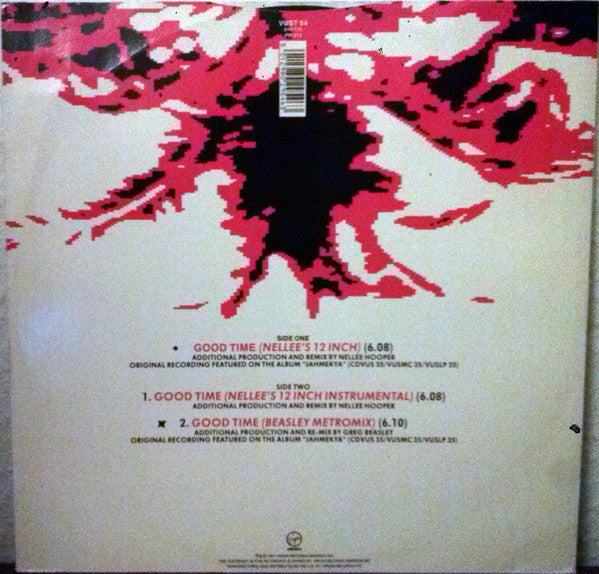 VUST 54
SIDE ONE
GOOD TIME (NELLEE'S 12 INCH) (6.08)
ADDITIONAL PRODUCTION AND REMIX BY NELLEE HOOPER
ORIGINAL RECORDING FEATURED ON THE ALBUM "JAHMEKYA" (CDVUS 35/VUSMC 35/VUSLP 35)
SIDE TWO
1. GOOD TIME (NELLEE'S 12 INCH INSTRUMENTAL) (6.08)
ADDITIONAL PRODUCTION AND REMIX BY NELLEE HOOPER
2. GOOD TIME (BEASLEY METROMIX) (6.10)
ADDITIONAL PRODUCTION AND RE-MIX BY GREG BEASLEY
ORIGINAL RECORDING FEATURED ON THE ALBUM "JAHMEKYA" (CDVUS 35/VUSMC 35/VUSLP 35)